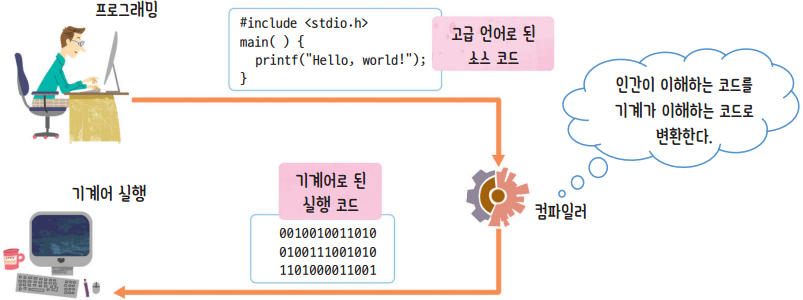 프로그래밍
#include <stdio.h>
main( ) {
printf("Hello, world!");
}
고급 언어로 된
소스 코드
인간이 이해하는 코드를
기계가 이해하는 코드로
변환한다.
컴파일러
기계어로 된
실행 코드
0010010011010
0100111001010
1101000011001
기계어 실행